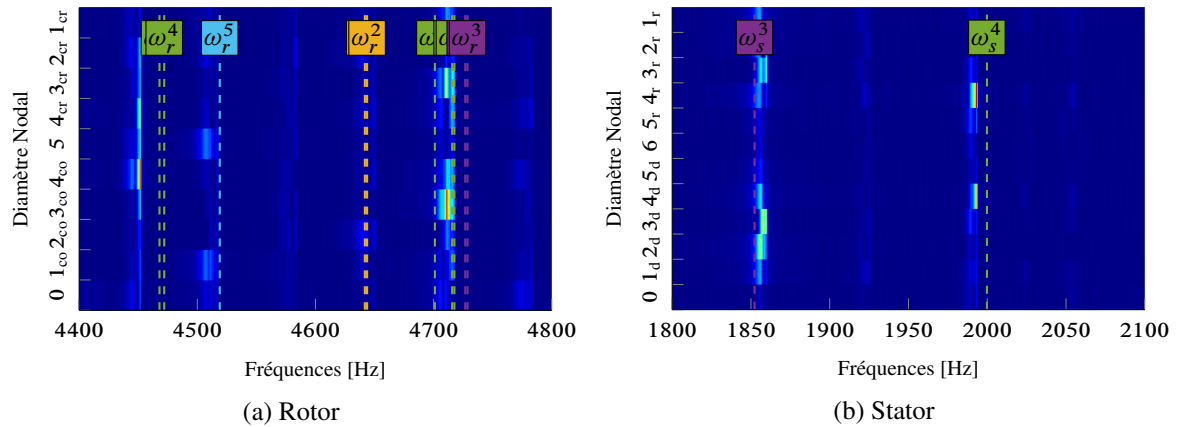 ω_r^4 ω_r^5 ω_r^2 ω_r^3
Diamètre Nodal
1_cr
2_cr
3_cr
4_cr
5
4_co
3_co
2_co
1_co
0
4400 4500 4600 4700 4800
Fréquences [Hz]
(a) Rotor
ω_s^3 ω_s^4
Diamètre Nodal
1_r
2_r
3_r
4_r
5_r
6
5_d
4_d
3_d
2_d
1_d
0
1800 1850 1900 1950 2000 2050 2100
Fréquences [Hz]
(b) Stator